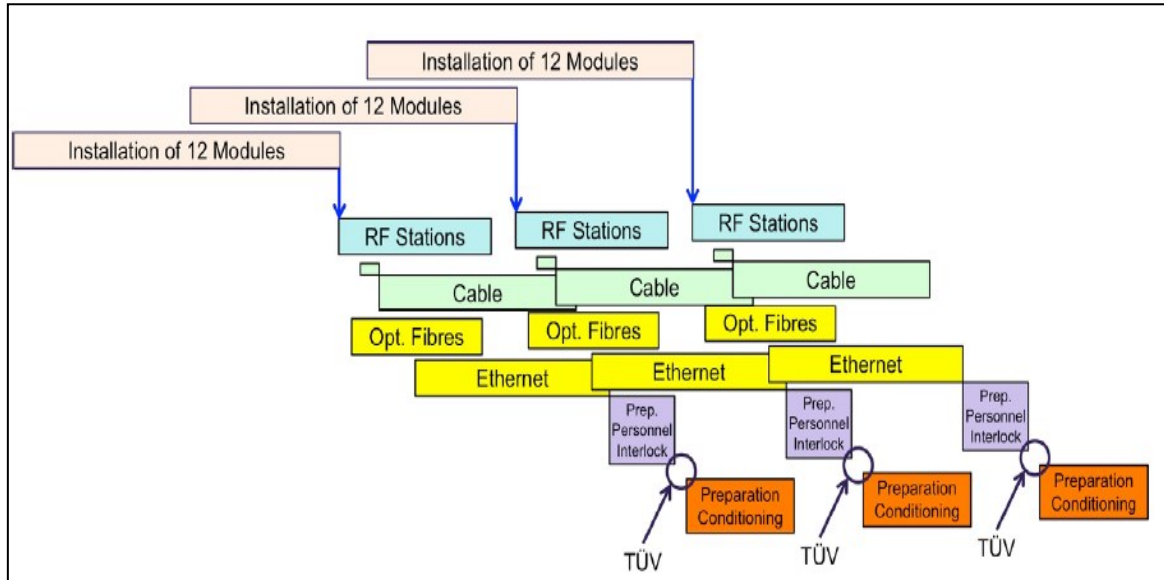 Installation of 12 Modules
Installation of 12 Modules
Installation of 12 Modules
RF Stations
RF Stations
RF Stations
Cable
Cable
Cable
Opt. Fibres
Opt. Fibres
Opt. Fibres
Ethernet
Ethernet
Ethernet
Prep.
Personnel
Interlock
Prep.
Personnel
Interlock
Prep.
Personnel
Interlock
Preparation
Conditioning
Preparation
Conditioning
Preparation
Conditioning
TÜV
TÜV
TÜV